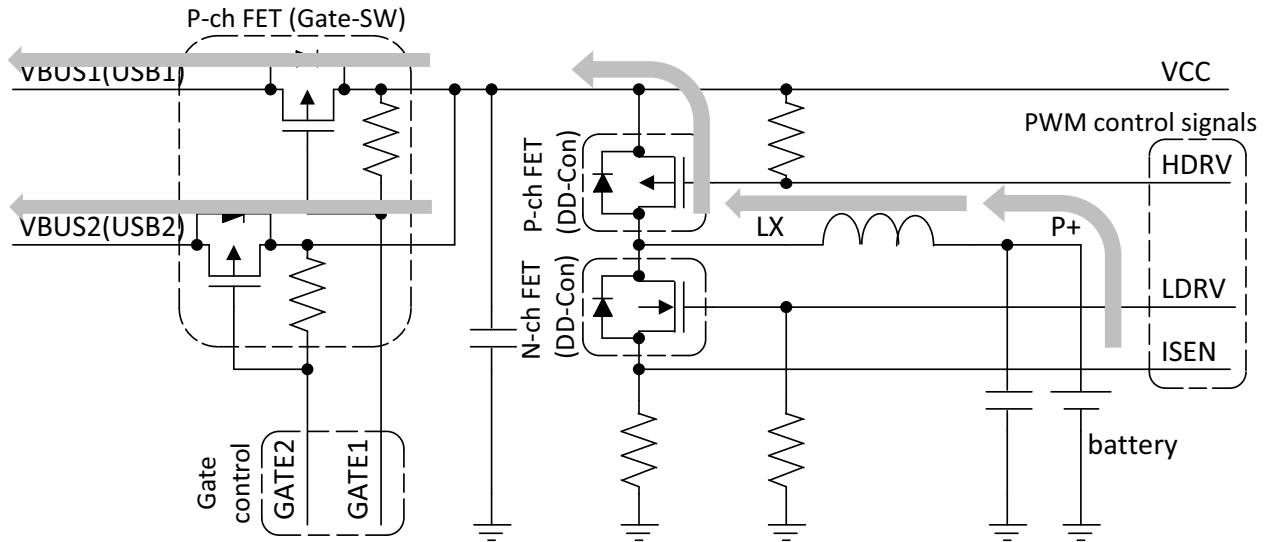 P-ch FET (Gate-SW)
VBUS1(USB1)
VCC
PWM control signals
P-ch FET
(DD-Con)
HDRV
VBUS2(USB2)
LX
P+
N-ch FET
(DD-Con)
LDRV
ISEN
battery
Gate
control
GATE2
GATE1